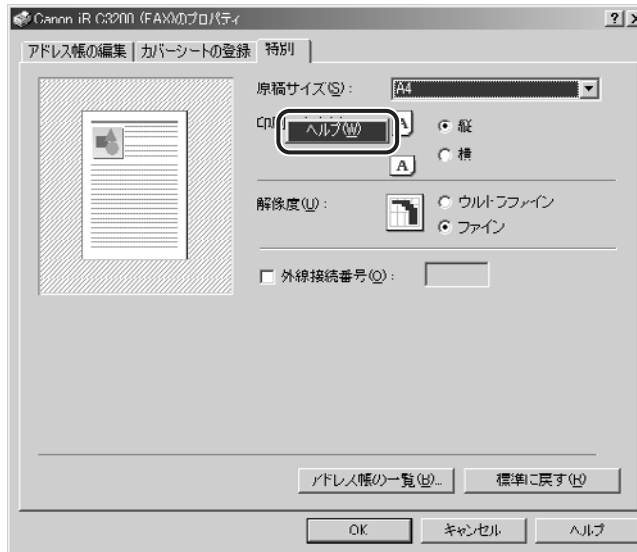 Canon iR C3200 (FAX)のプロパティ
アドレス帳の編集
カバーシートの登録
特別
原稿サイズ(S):
A4
ヘルプ(W)
A
縦
A
横
解像度(U):
ウルトラファイン
ファイン
外線接続番号(O):
アドレス帳の一覧(B)...
標準に戻す(R)
OK
キャンセル
ヘルプ